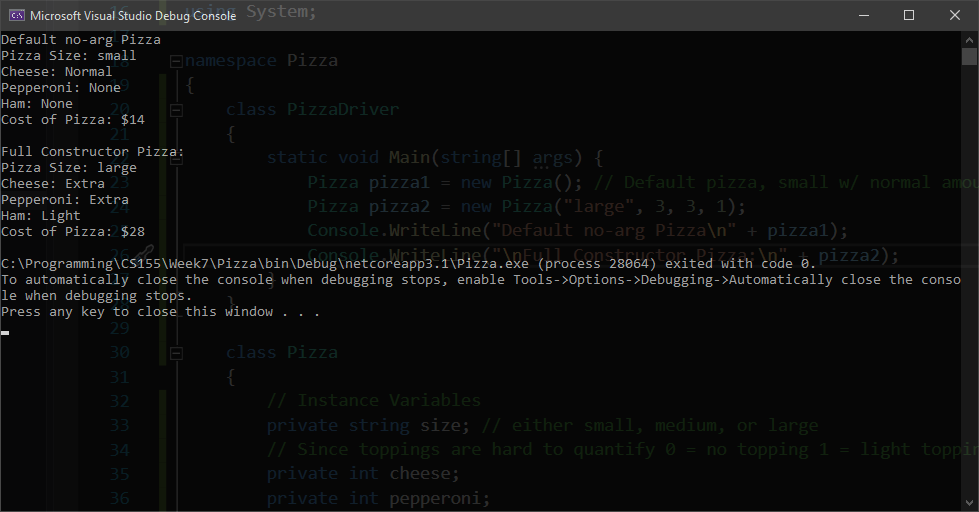 Microsoft Visual Studio Debug Console
using System;
Default no-arg Pizza
Pizza Size: small
Cheese: Normal
Pepperoni: None
Ham: None
Cost of Pizza: $14

Full Constructor Pizza:
Pizza Size: large
Cheese: Extra
Pepperoni: Extra
Ham: Light
Cost of Pizza: $28

C:\Programming\CS155\Week7\Pizza\bin\Debug\netcoreapp3.1\Pizza.exe (process 28064) exited with code 0.
To automatically close the console when debugging stops, enable Tools->Options->Debugging->Automatically close the conso
le when debugging stops.
Press any key to close this window . . .
namespace Pizza
{
20 class PizzaDriver
21 {
static void Main(string[] args) {
Pizza pizza1 = new Pizza(); // Default pizza, small w/ normal amou
Pizza pizza2 = new Pizza("large", 3, 3, 1);
Console.WriteLine("Default no-arg Pizza\n" + pizza1);
Console.WriteLine("\nFull Constructor Pizza:\n" + pizza2);
}
29
30 class Pizza
31 {
32 // Instance Variables
33 private string size; // either small, medium, or large
34 // Since toppings are hard to quantify 0 = no topping 1 = light toppin
35 private int cheese;
36 private int pepperoni;